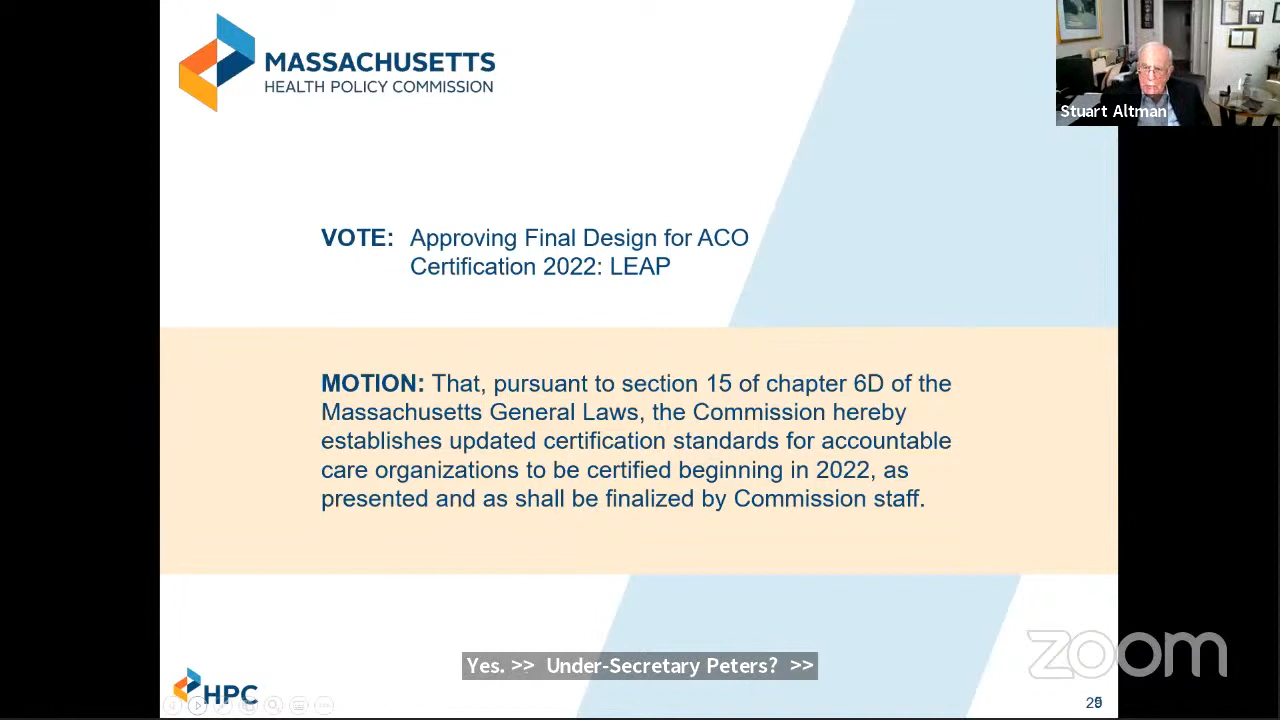 MASSACHUSETTS
HEALTH POLICY COMMISSION
Stuart Altman
VOTE: Approving Final Design for ACO
Certification 2022: LEAP
MOTION: That, pursuant to section 15 of chapter 6D of the
Massachusetts General Laws, the Commission hereby
establishes updated certification standards for accountable
care organizations to be certified beginning in 2022, as
presented and as shall be finalized by Commission staff.
Yes. >> Under-Secretary Peters? >>
zoom
HPC